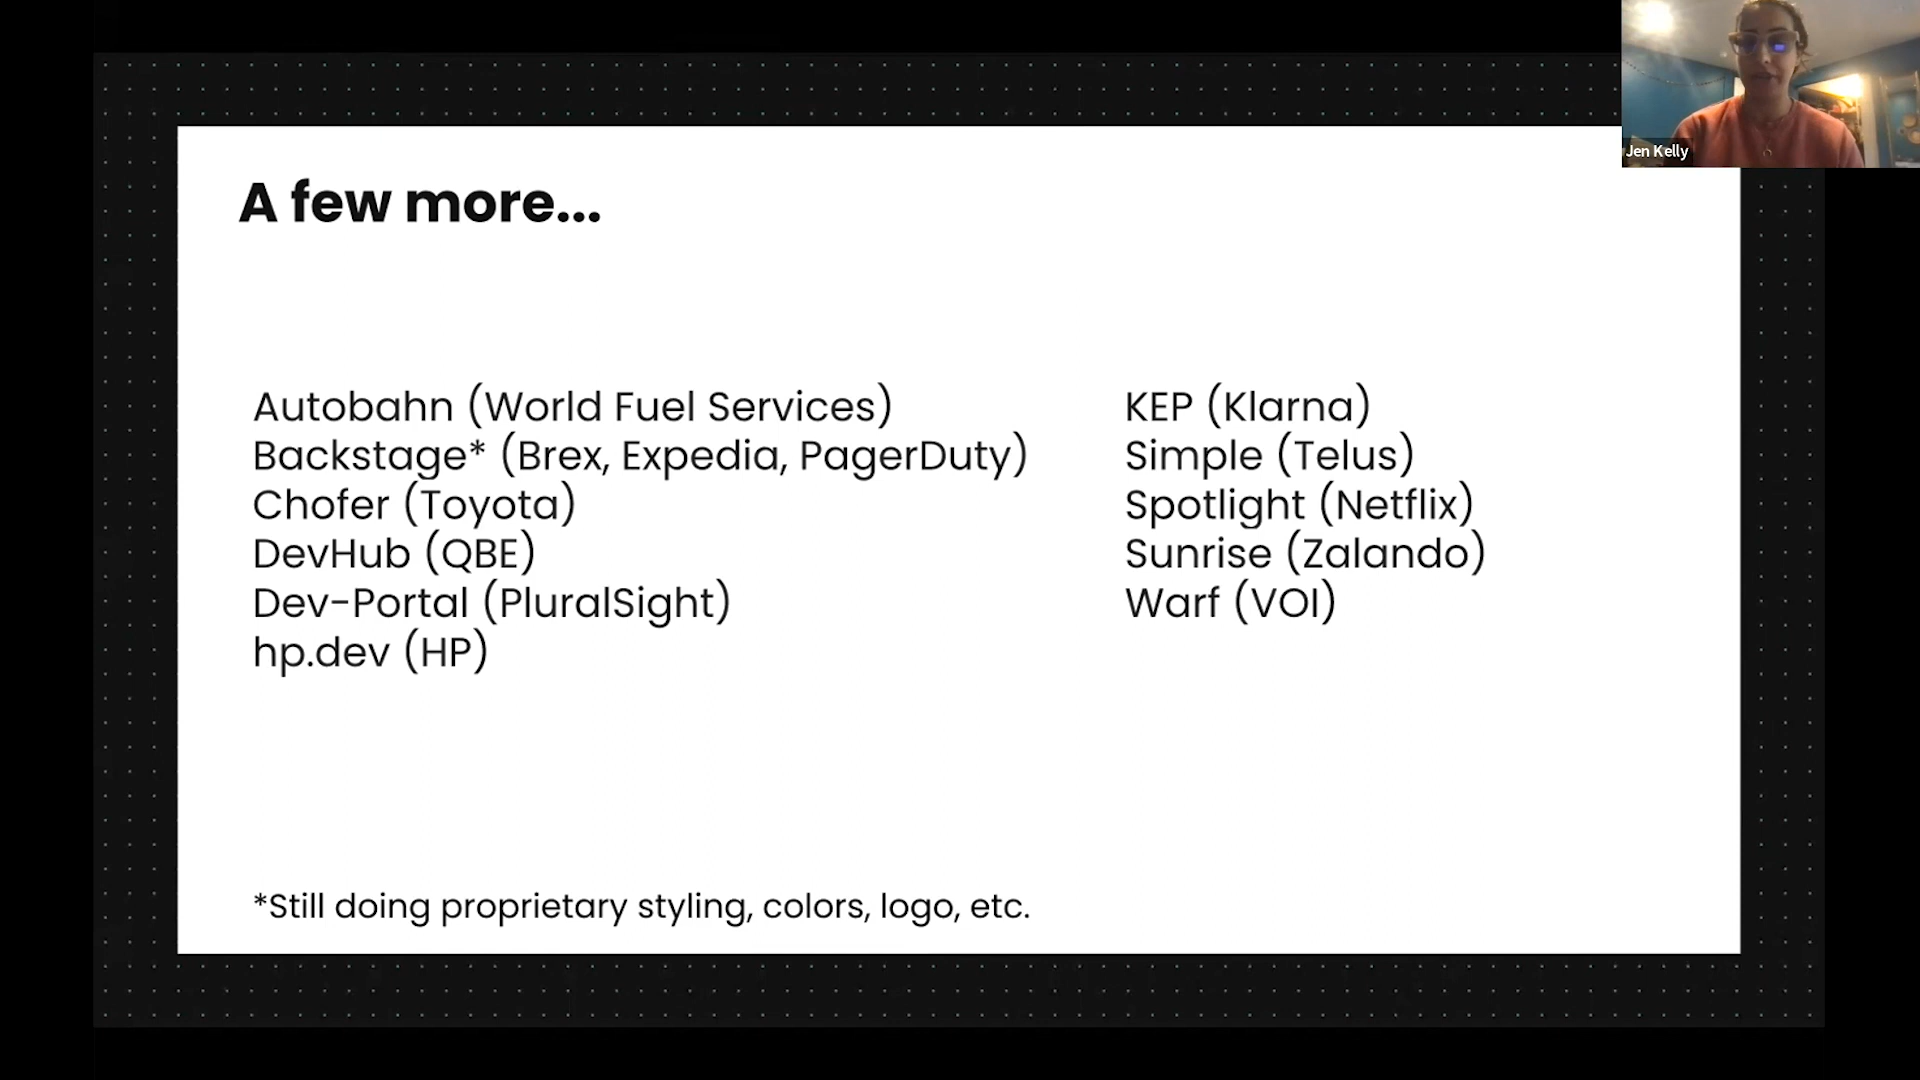 A few more...
Autobahn (World Fuel Services)
Backstage* (Brex, Expedia, PagerDuty)
Chofer (Toyota)
DevHub (QBE)
Dev-Portal (PluralSight)
hp.dev (HP)
KEP (Klarna)
Simple (Telus)
Spotlight (Netflix)
Sunrise (Zalando)
Warf (VOI)
*Still doing proprietary styling, colors, logo, etc.
Jen Kelly